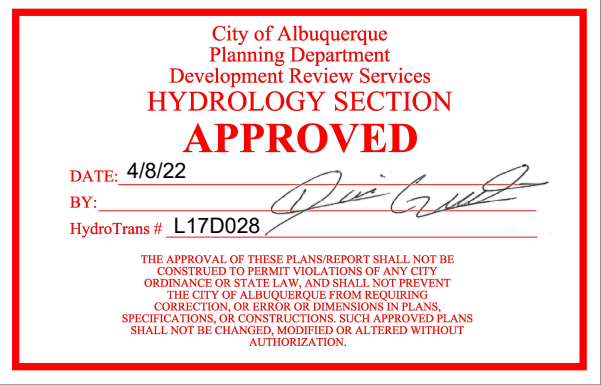 City of Albuquerque
Planning Department
Development Review Services
HYDROLOGY SECTION
APPROVED
DATE: 4/8/22
BY:
HydroTrans # L17D028
THE APPROVAL OF THESE PLANS/REPORT SHALL NOT BE
CONSTRUED TO PERMIT VIOLATIONS OF ANY CITY
ORDINANCE OR STATE LAW, AND SHALL NOT PREVENT
THE CITY OF ALBUQUERQUE FROM REQUIRING
CORRECTION, OR ERROR OR DIMENSIONS IN PLANS,
SPECIFICATIONS, OR CONSTRUCTIONS. SUCH APPROVED PLANS
SHALL NOT BE CHANGED, MODIFIED OR ALTERED WITHOUT
AUTHORIZATION.